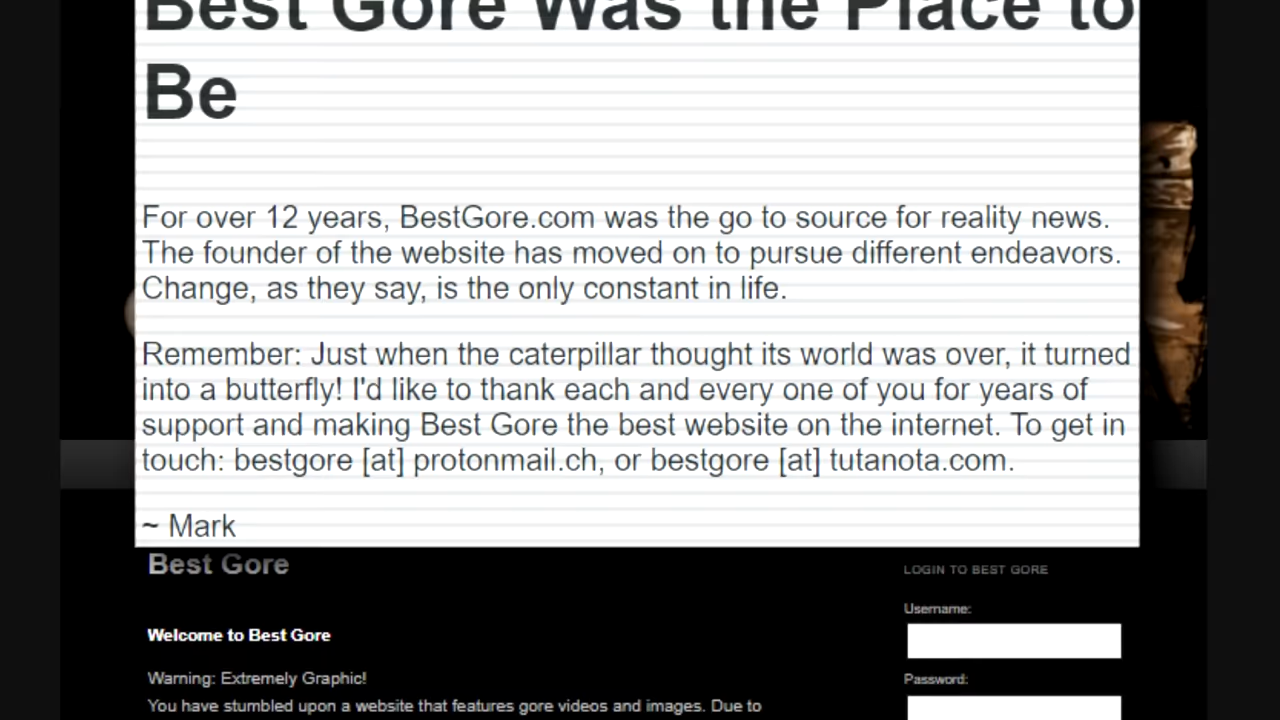 Best Gore Was the Place to
Be
For over 12 years, BestGore.com was the go to source for reality news.
The founder of the website has moved on to pursue different endeavors.
Change, as they say, is the only constant in life.
Remember: Just when the caterpillar thought its world was over, it turned
into a butterfly! I'd like to thank each and every one of you for years of
support and making Best Gore the best website on the internet. To get in
touch: bestgore [at] protonmail.ch, or bestgore [at] tutanota.com.
~ Mark
Best Gore
LOGIN TO BEST GORE
Username:
Welcome to Best Gore
Warning: Extremely Graphic!
Password:
You have stumbled upon a website that features gore videos and images. Due to